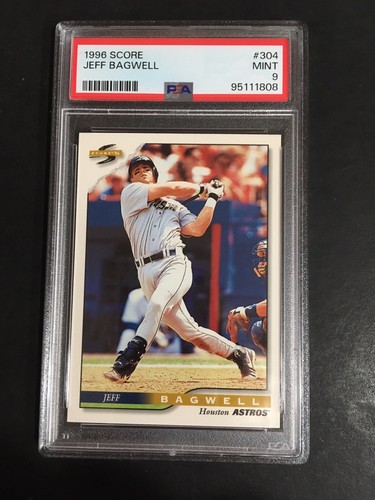 1996 SCORE #304
JEFF BAGWELL MINT
9
PSA 95111808
JEFF BAGWELL
Houston ASTROS